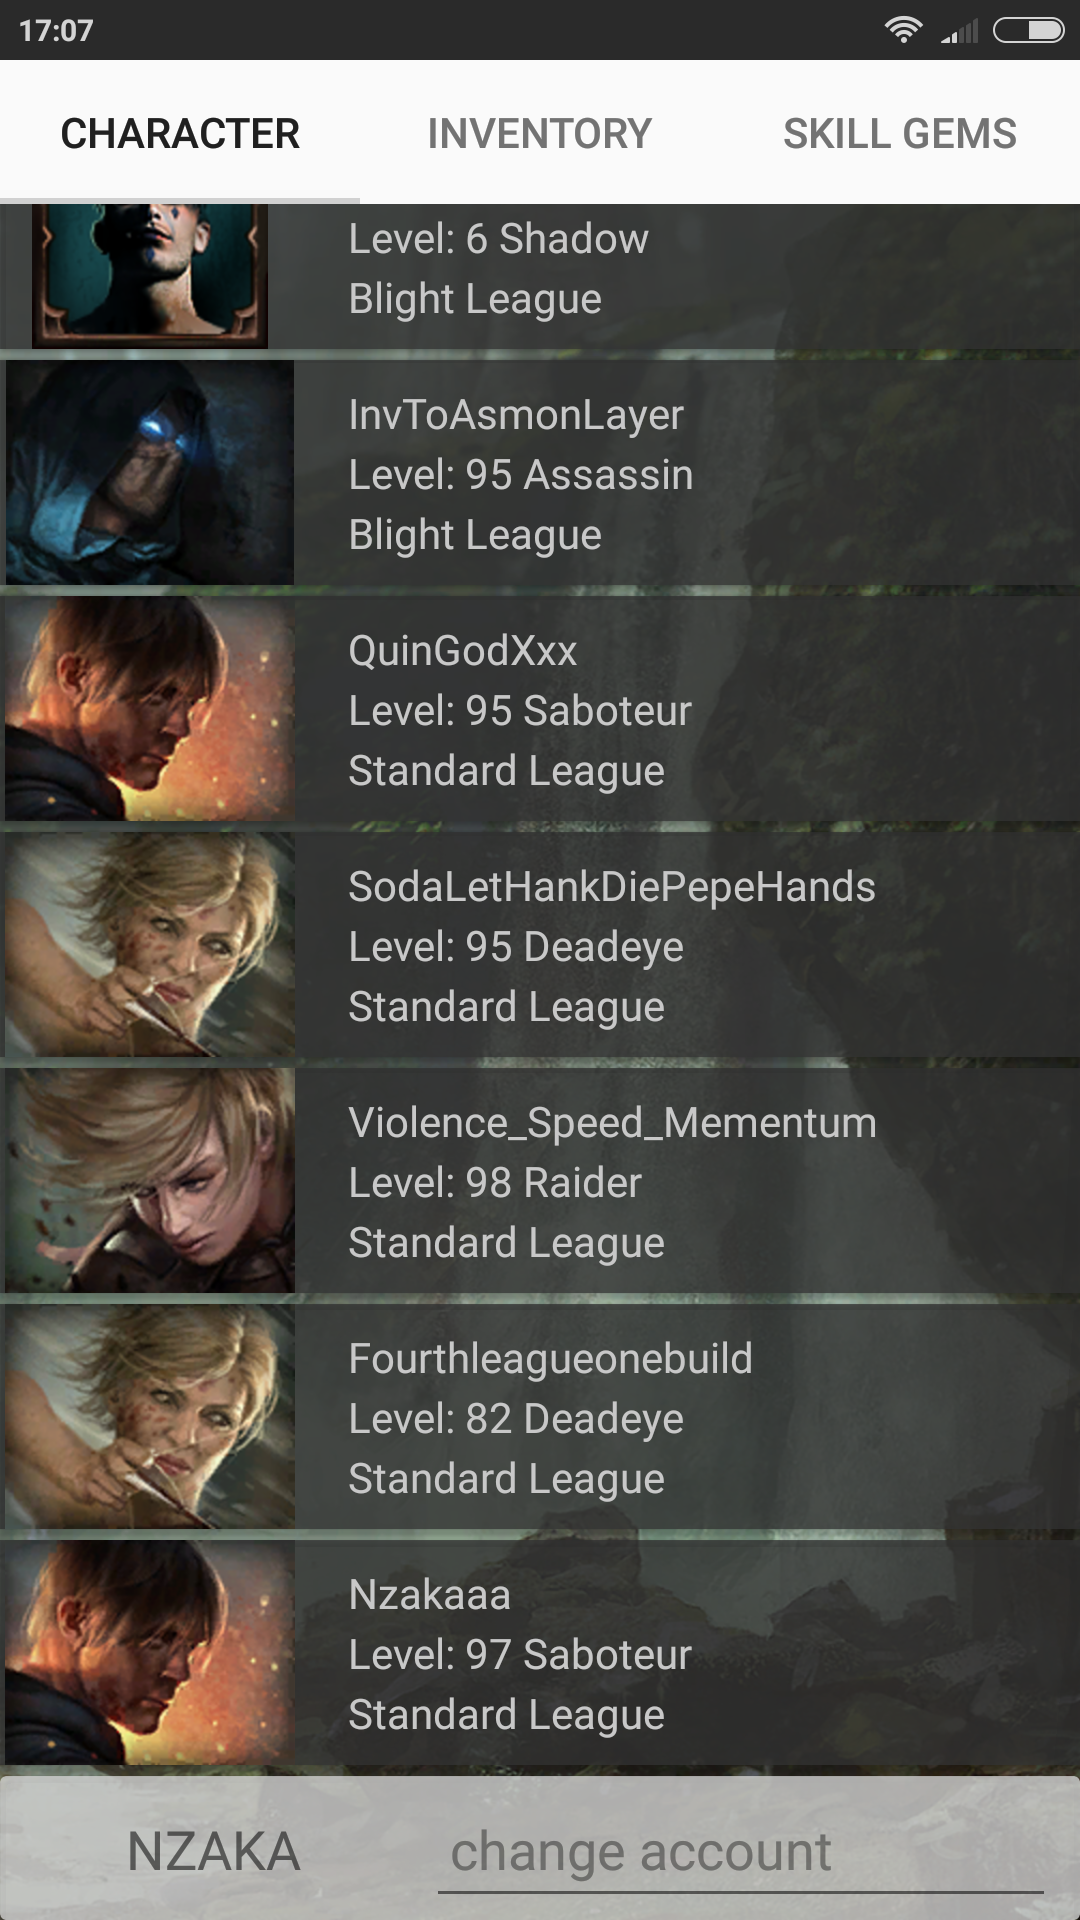 17:07
CHARACTER INVENTORY SKILL GEMS
Level: 6 Shadow
Blight League
InvToAsmonLayer
Level: 95 Assassin
Blight League
QuinGodXxx
Level: 95 Saboteur
Standard League
SodaLetHankDiePepeHands
Level: 95 Deadeye
Standard League
Violence_Speed_Mementum
Level: 98 Raider
Standard League
Fourthleagueonebuild
Level: 82 Deadeye
Standard League
Nzakaaa
Level: 97 Saboteur
Standard League
NZAKA change account